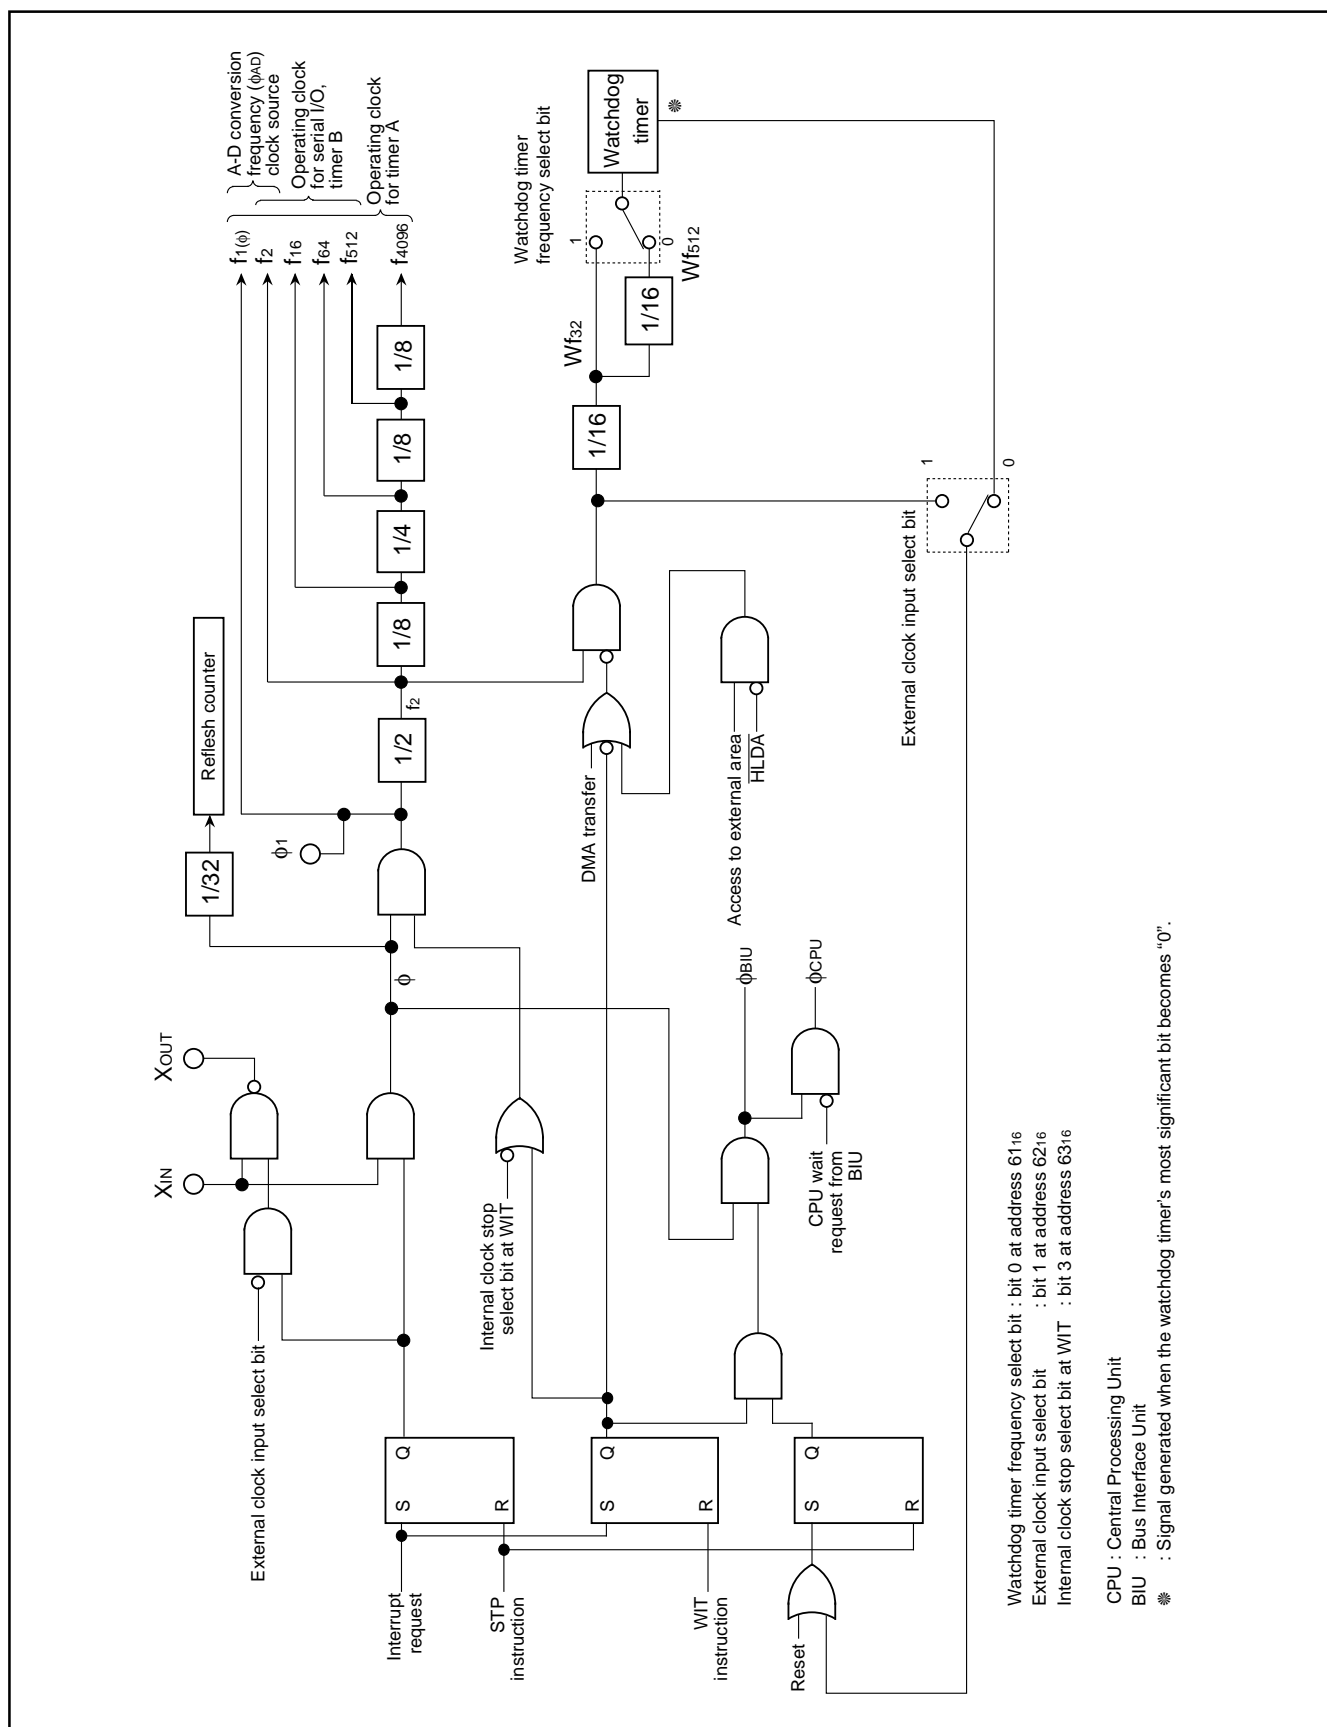 A-D conversion
frequency (ϕAD)
clock source
Operating clock
for serial I/O,
timer B
Operating clock
for timer A
f1(ϕ)
f2
f16
f64
f512
f4096
1/8
1/8
1/4
1/8
f2
1/2
Reflesh counter
1/32
ϕ1
ϕ
XOUT
XIN
External clock input select bit
Internal clock stop
select bit at WIT
Q
S
R
Q
S
R
Q
S
R
Interrupt
request
STP
instruction
WIT
instruction
Reset
Watchdog
timer
❋
Watchdog timer
frequency select bit
1
0
Wf512
1/16
Wf32
1/16
DMA transfer
Access to external area
HLDA
External clcok input select bit
1
0
ϕBIU
ϕCPU
CPU wait
request from
BIU
Watchdog timer frequency select bit : bit 0 at address 6116
External clock input select bit : bit 1 at address 6216
Internal clock stop select bit at WIT : bit 3 at address 6316
CPU : Central Processing Unit
BIU : Bus Interface Unit
❋ : Signal generated when the watchdog timer's most significant bit becomes “0”.